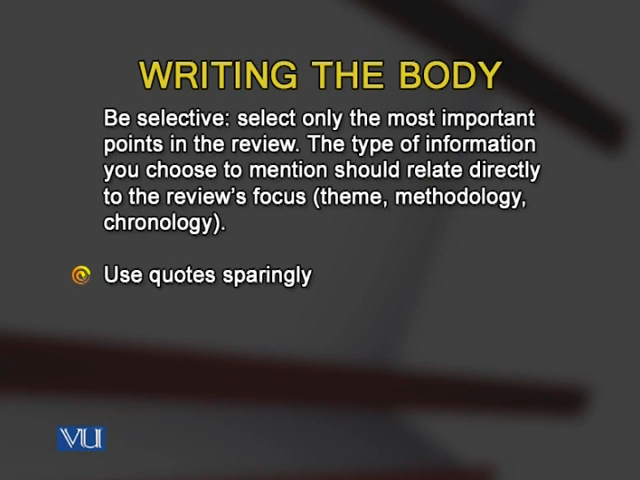 WRITING THE BODY
Be selective: select only the most important
points in the review. The type of information
you choose to mention should relate directly
to the review's focus (theme, methodology,
chronology).
Use quotes sparingly
VU